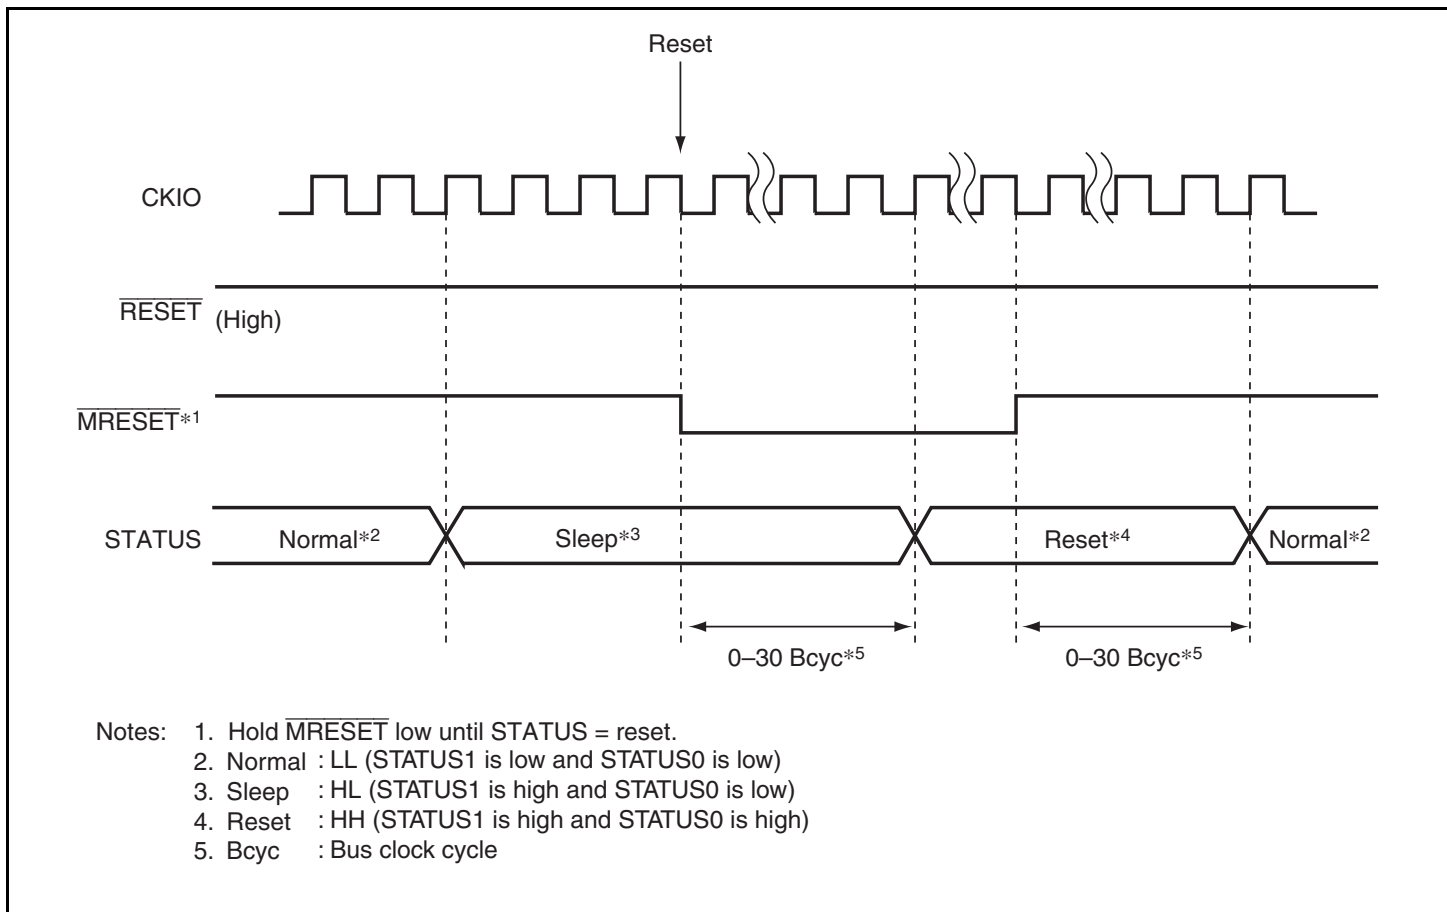 Reset
CKIO
RESET (High)
MRESET*1
STATUS Normal*2 Sleep*3 Reset*4 Normal*2
0–30 Bcyc*5 0–30 Bcyc*5
Notes: 1. Hold MRESET low until STATUS = reset.
2. Normal : LL (STATUS1 is low and STATUS0 is low)
3. Sleep : HL (STATUS1 is high and STATUS0 is low)
4. Reset : HH (STATUS1 is high and STATUS0 is high)
5. Bcyc : Bus clock cycle